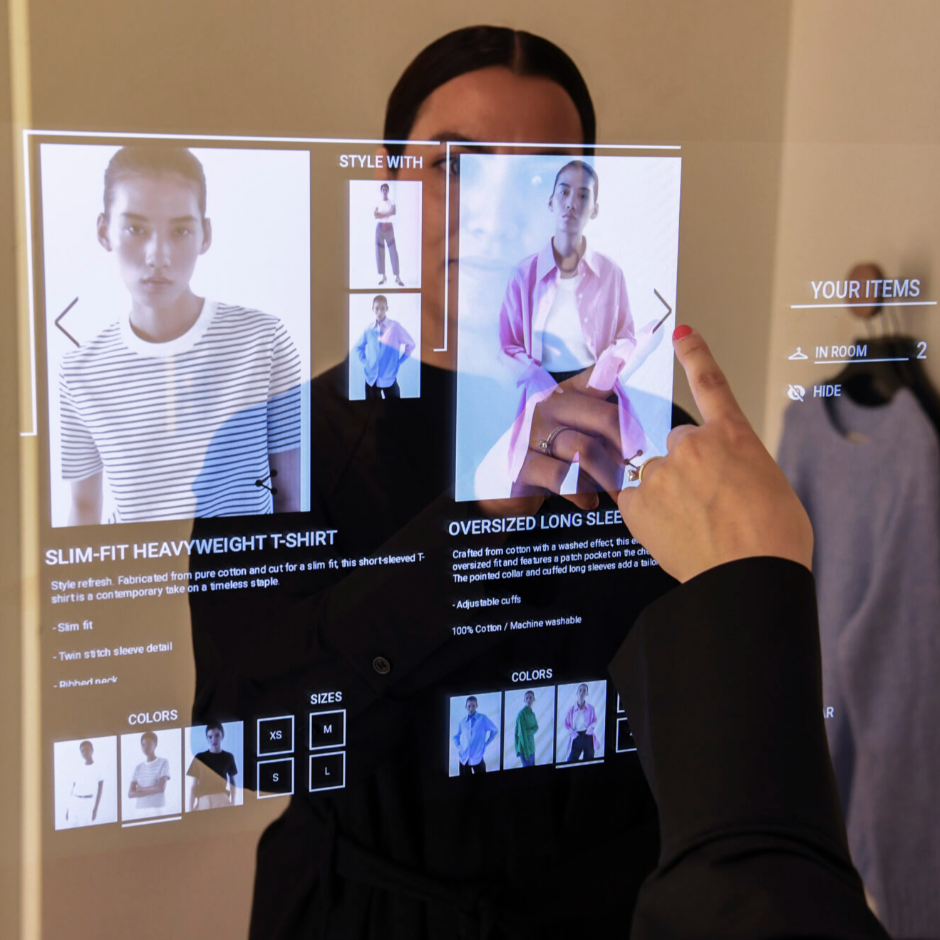 STYLE WITH
SLIM-FIT HEAVYWEIGHT T-SHIRT
Style refresh. Fabricated from pure cotton and cut for a slim fit, this short-sleeved T-
shirt is a contemporary take on a timeless staple.
- Slim fit
- Twin stitch sleeve detail
- Ribbed neck
COLORS
SIZES
XS
M
S
L
OVERSIZED LONG
Crafted from cotton with a washed effect, this
oversized fit and features a patch pocket on the
The pointed collar and cuffed long sleeves add a
- Adjustable cuffs
100% Cotton / Machine washable
COLORS
YOUR ITEMS
IN ROOM 2
HIDE